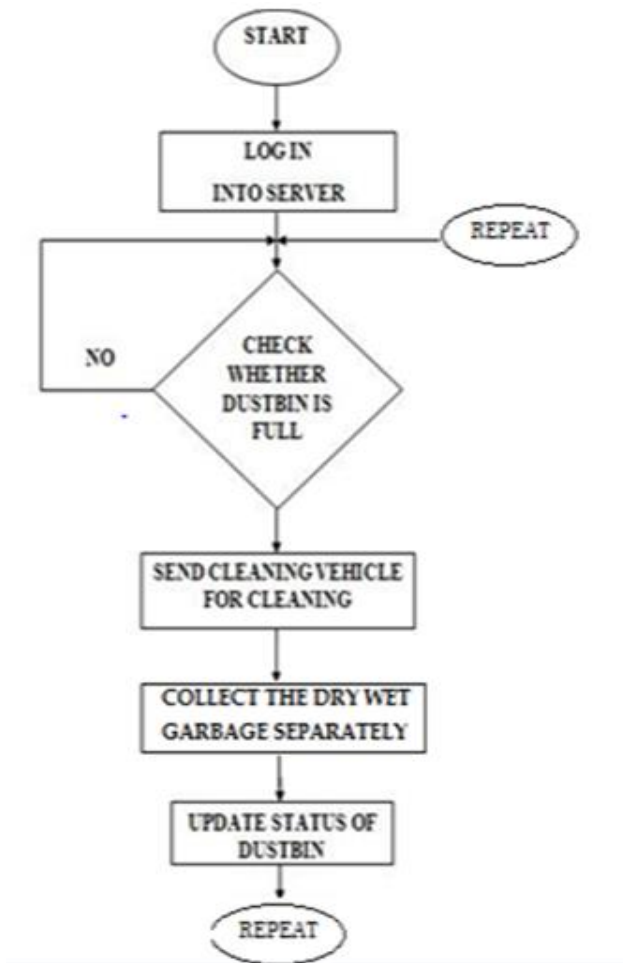 START
LOG IN
INTO SERVER
REPEAT
NO
CHECK
WHETHER
DUSTBIN IS
FULL
SEND CLEANING VEHICLE
FOR CLEANING
COLLECT THE DRY WET
GARBAGE SEPARATELY
UPDATE STATUS OF
DUSTBIN
REPEAT